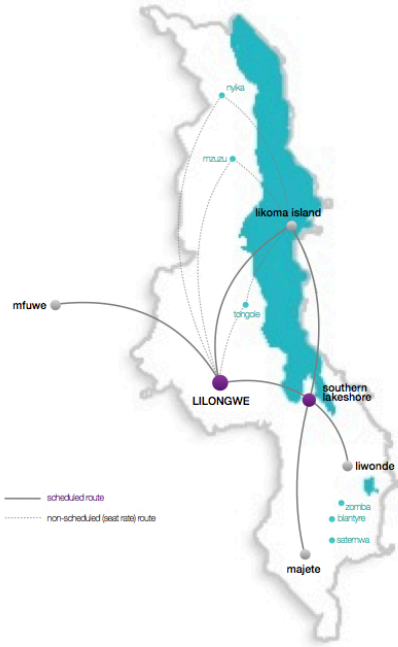 nyika
mzuzu
likoma island
mfuwe
tongole
LILONGWE
southern
lakeshore
liwonde
scheduled route
zomba
non-scheduled (seat rate) route
blantyre
satemwa
majete